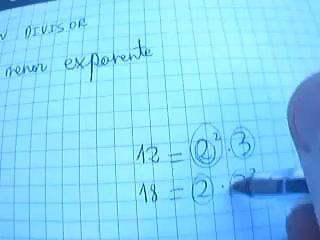 DIVISOR
menor exponente
12 = 2² · 3
18 = 2 ·